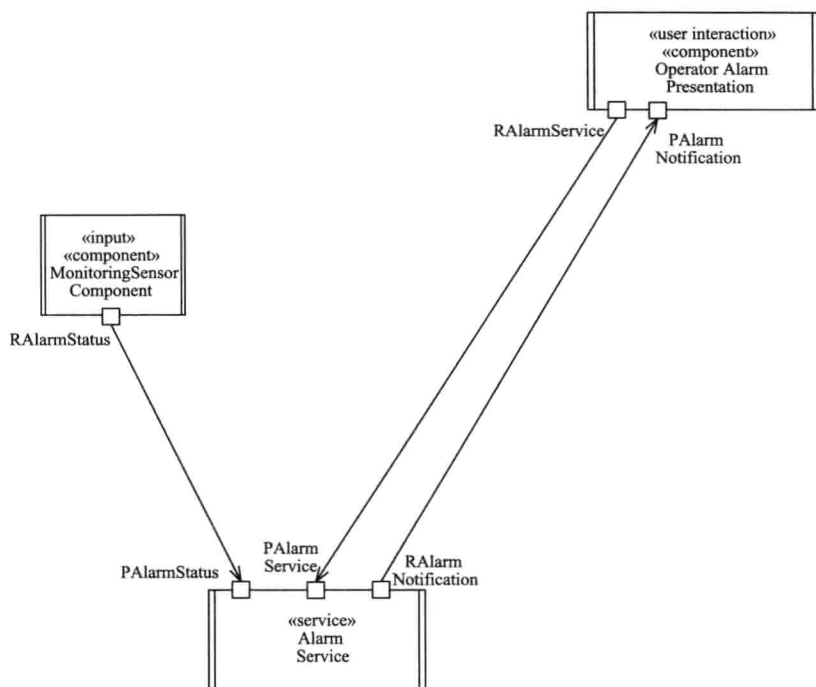 «user interaction»
«component»
Operator Alarm
Presentation
RAlarmService
PAlarm
Notification
«input»
«component»
MonitoringSensor
Component
RAlarmStatus
PAlarmStatus
PAlarm
Service
RAlarm
Notification
«service»
Alarm
Service